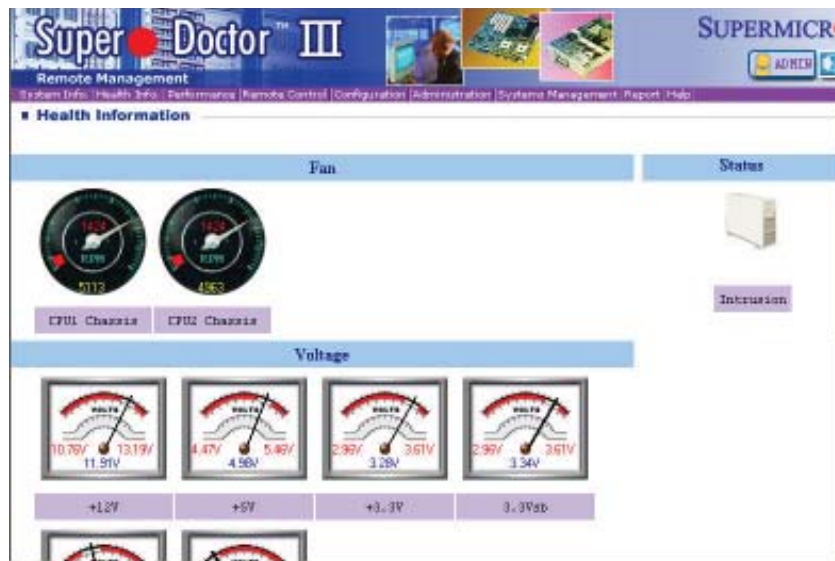 Super Doctor™ III
SUPERMICR
ADMIN
Remote Management
System Info. |Health Info. |Performance |Remote Control |Configuration |Administration |Systems Management |Report |Help
Health Information
Fan
Status
1424
RPM
5113
1424
RPM
4963
CPU1 Chassis
CPU2 Chassis
Intrusion
Voltage
VOLTS
10.76V 13.19V
11.91V
VOLTS
4.47V 5.46V
4.98V
VOLTS
2.96V 3.61V
3.28V
VOLTS
2.96V 3.61V
3.34V
+12V
+5V
+3.3V
3.3Vsb